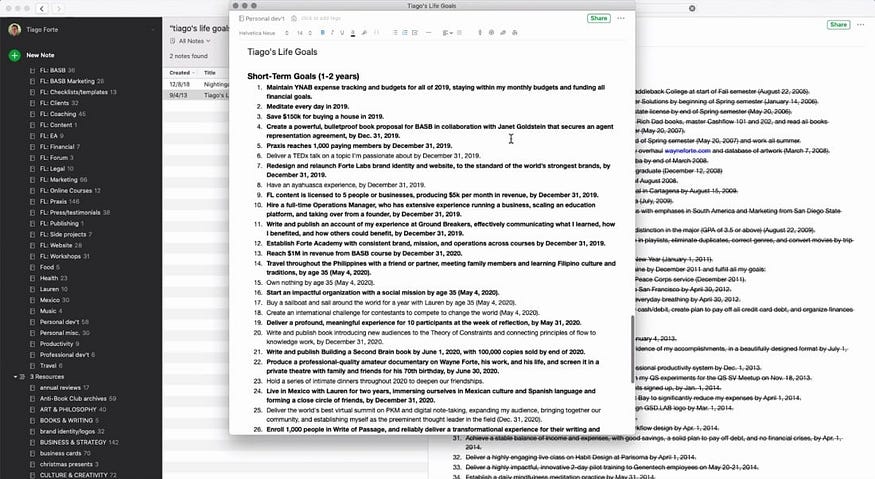 Tiago Forte
New Note
FL: BASB 36
FL: BASB Marketing 28
FL: Checklists/templates 13
FL: Clients 32
FL: Coaching 45
FL: Content 1
FL: EA 9
FL: Financial 7
FL: Forum 3
FL: Legal 10
FL: Marketing 66
FL: Online Courses 12
FL: Praxis 146
FL: Press/testimonials 38
FL: Publishing 1
FL: Side projects 7
FL: Website 28
FL: Workshops 31
Food 5
Health 23
Lauren 10
Mexico 30
Music 4
Personal dev't 58
Personal misc. 30
Productivity 9
Professional dev't 6
Travel 6
3 Resources
annual reviews 17
Anti-Book Club archives 59
ART & PHILOSOPHY 40
BOOKS & WRITING 5
brand identity/logos 32
BUSINESS & STRATEGY 142
business cards 70
christmas presents 3
CULTURE & CREATIVITY 72
"tiago's life goals
All Notes
2 notes found
Created
Title
12/8/18 Nighting
9/4/13 Tiago's L
Tiago's Life Goals
Personal dev't
click to add tags
Share
Helvetica Neue
14
Tiago's Life Goals
Short-Term Goals (1-2 years)
1. Maintain YNAB expense tracking and budgets for all of 2019, staying within my monthly budgets and funding all
financial goals.
2. Meditate every day in 2019.
3. Save $150k for buying a house in 2019.
4. Create a powerful, bulletproof book proposal for BASB in collaboration with Janet Goldstein that secures an agent
representation agreement, by Dec. 31, 2019.
5. Praxis reaches 1,000 paying members by December 31, 2019.
6. Deliver a TEDx talk on a topic I'm passionate about by December 31, 2019.
7. Redesign and relaunch Forte Labs brand identity and website, to the standard of the world's strongest brands, by
December 31, 2019.
8. Have an ayahuasca experience, by December 31, 2019.
9. FL content is licensed to 5 people or businesses, producing $5k per month in revenue, by December 31, 2019.
10. Hire a full-time Operations Manager, who has extensive experience running a business, scaling an education
platform, and taking over from a founder, by December 31, 2019.
11. Write and publish an account of my experience at Ground Breakers, effectively communicating what I learned, how
I benefited, and how others could benefit, by December 31, 2019.
12. Establish Forte Academy with consistent brand, mission, and operations across courses by December 31, 2019.
13. Reach $1M in revenue from BASB course by December 31, 2020.
14. Travel throughout the Philippines with a friend or partner, meeting family members and learning Filipino culture and
traditions, by age 35 (May 4, 2020).
15. Own nothing by age 35 (May 4, 2020).
16. Start an impactful organization with a social mission by age 35 (May 4, 2020).
17. Buy a sailboat and sail around the world for a year with Lauren by age 35 (May 4, 2020).
18. Create an international challenge for contestants to compete to change the world (May 4, 2020).
19. Deliver a profound, meaningful experience for 10 participants at the week of reflection, by May 31, 2020.
20. Write and publish book introducing new audiences to the Theory of Constraints and connecting principles of flow to
knowledge work, by December 31, 2020.
21. Write and publish Building a Second Brain book by June 1, 2020, with 100,000 copies sold by end of 2020.
22. Produce a professional-quality amateur documentary on Wayne Forte, his work, and his life, and screen it in a
private theatre with family and friends for his 70th birthday, by June 30, 2020.
23. Hold a series of intimate dinners throughout 2020 to deepen our friendships.
24. Live in Mexico with Lauren for two years, immersing ourselves in Mexican culture and Spanish language and
forming a close circle of friends, by December 31, 2020.
25. Deliver the world's best virtual summit on PKM and digital note-taking, expanding my audience, bringing together our
community, and establishing myself as the preeminent thought leader in the field (Dec. 31, 2020).
26. Enroll 1,000 people in Write of Passage, and reliably deliver a transformational experience for their writing and
Share
addleback College at start of Fall semester (August 22, 2005).
r Solutions by beginning of Spring semester (January 14, 2006).
tate license by end of Spring semester (May 20, 2006).
Rich Dad books, master Cashflow 101 and 202, and read all books
r (May 20, 2007).
d of Spring semester (May 20, 2007) and work all summer.
overhaul wayneforte.com and database of artwork (March 7, 2008).
ba by end of March 2008.
graduate (December 12, 2008)
of August 2008.
al in Cartagena by August 15, 2009.
(July, 2009).
with emphases in South America and Marketing from San Diego State
distinction in the major (GPA of 3.5 or above) (August 22, 2009).
in playlists, eliminate duplicates, correct genres, and convert movies by trip
New Year (January 1, 2011).
ne by December 2011 and fulfill all my goals:
Peace Corps service (December 2011).
San Francisco by April 30, 2012.
everyday breathing by April 30, 2012.
cash/debit, create plan to pay off all credit card debt, and organize finances
nuary 4, 2013.
idence of my accomplishments, in a beautifully designed format by July 1,
ssional productivity system by Dec. 1, 2013.
n my QS experiments for the QS SV Meetup on Nov. 18, 2013.
ents signed up, by Jan. 1, 2014.
Bay to significantly reduce my expenses by April 1, 2014.
gn GSD.LAB logo by Mar. 1, 2014.
rkflow design by Apr. 1, 2014.
31. Achieve a stable balance of income and expenses, with good savings, a solid plan to pay off debt, and no financial crises, by Apr. 1,
2014.
32. Deliver a highly engaging live class on Habit Design at Parisoma by April 1, 2014.
33. Deliver a highly impactful, innovative 2-day pilot training to Genentech employees on May 20-21, 2014.
34. Establish a daily mindfulness meditation practice by May 31, 2014.